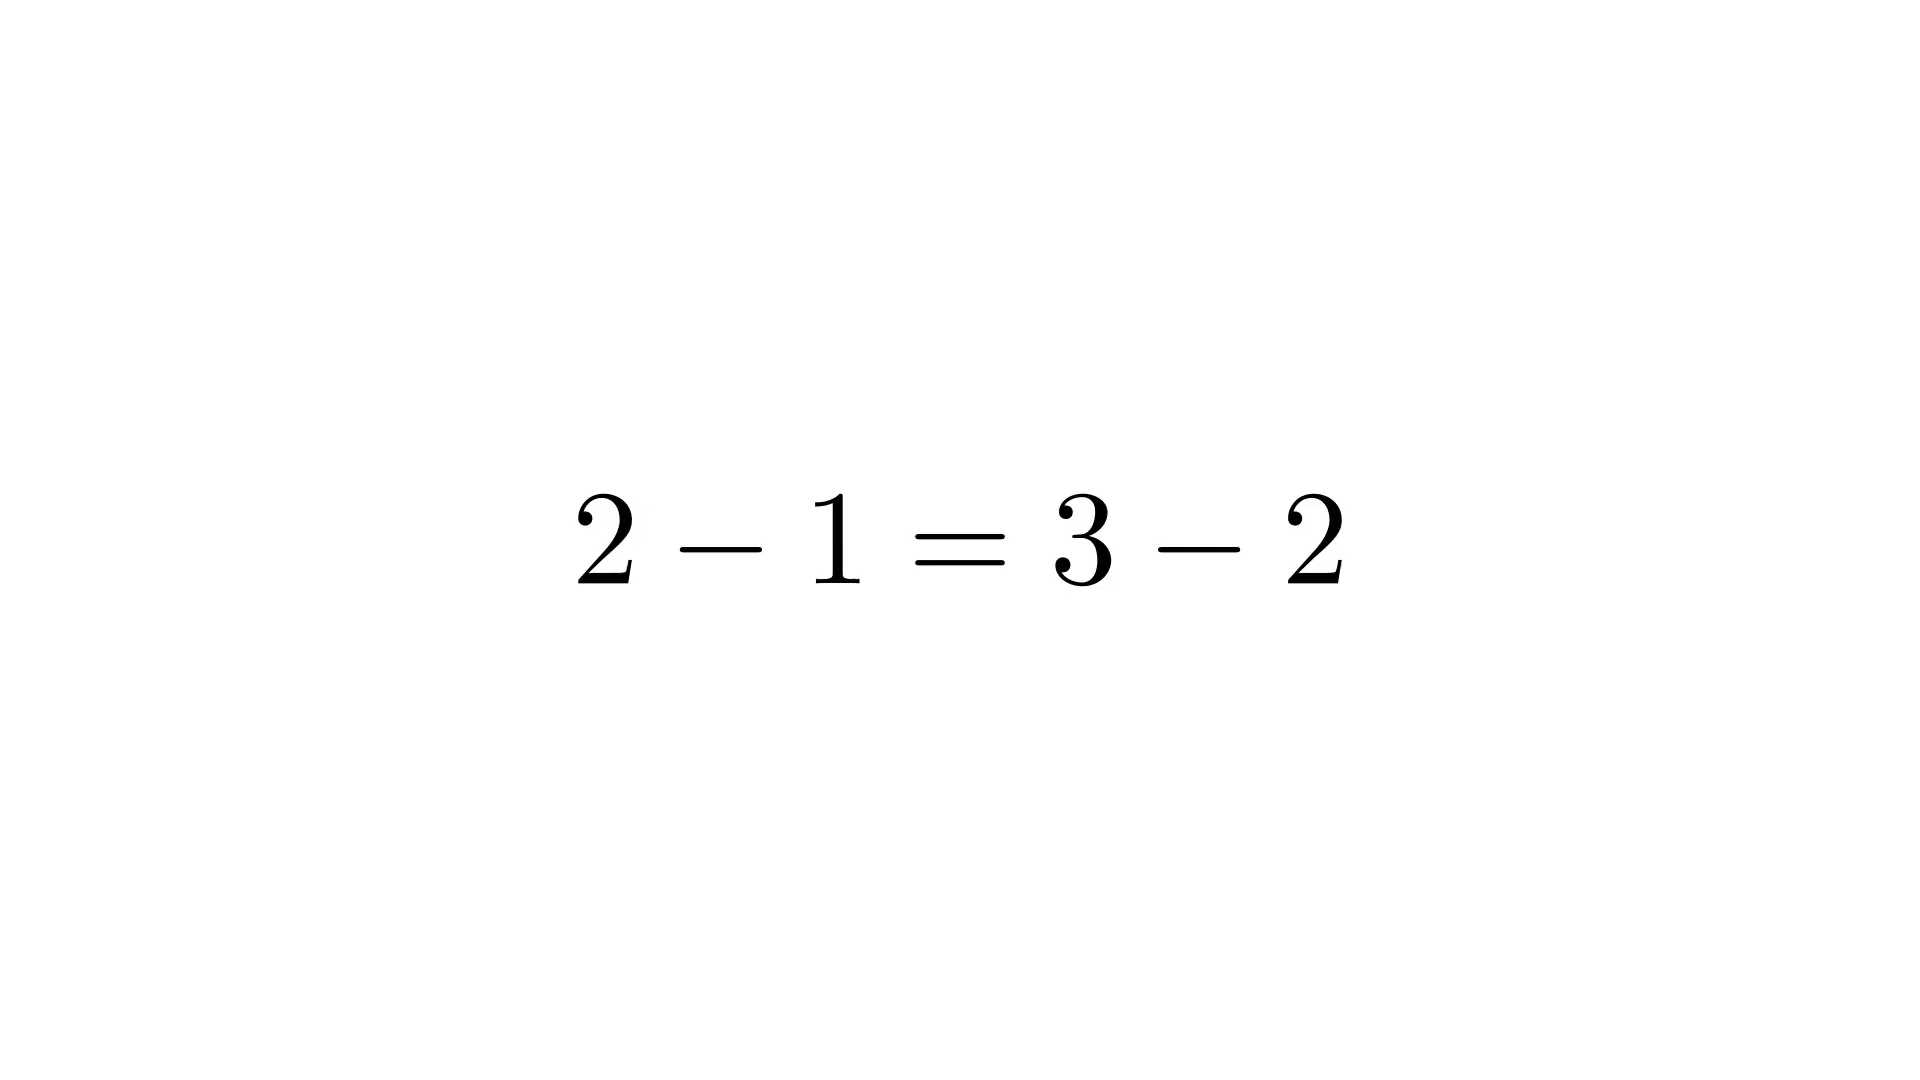 2 − 1 = 3 − 2